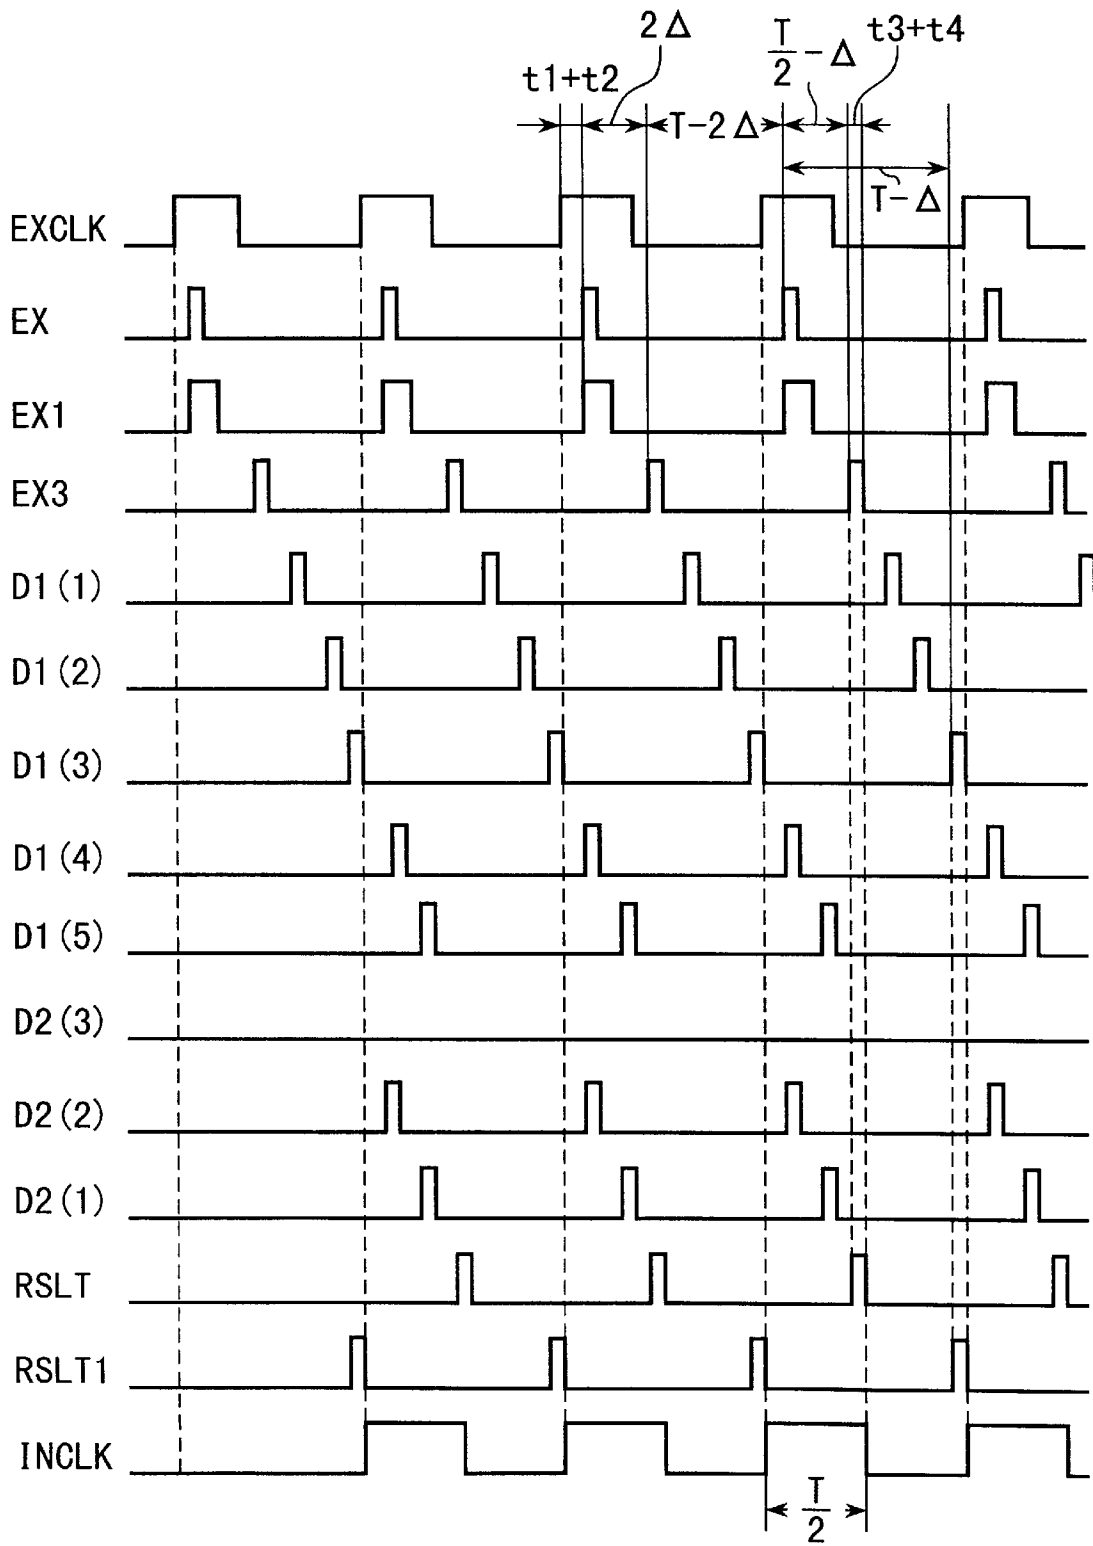 2Δ
T/2-Δ
t3+t4
t1+t2
T-2Δ
T-Δ
EXCLK
EX
EX1
EX3
D1(1)
D1(2)
D1(3)
D1(4)
D1(5)
D2(3)
D2(2)
D2(1)
RSLT
RSLT1
INCLK
T/2